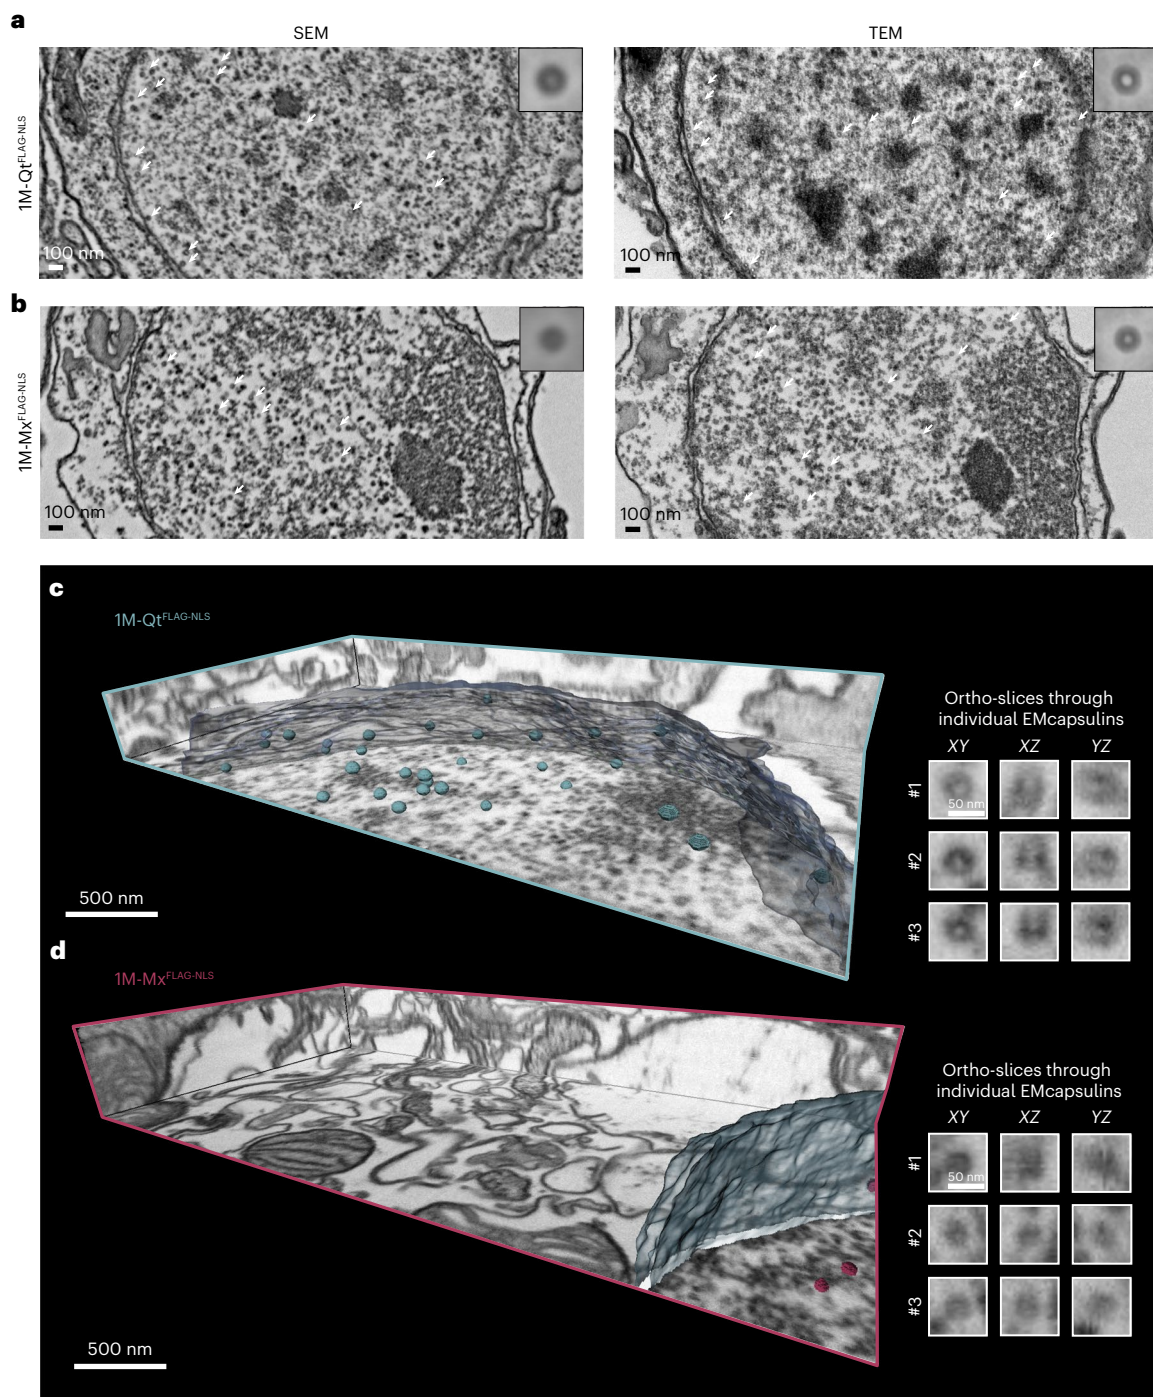 a
SEM
TEM
1M-Qt^FLAG-NLS
100 nm
100 nm
b
1M-Mx^FLAG-NLS
100 nm
100 nm
c
1M-Qt^FLAG-NLS
Ortho-slices through
individual EMcapsulins
XY XZ YZ
#1
50 nm
#2
#3
500 nm
d
1M-Mx^FLAG-NLS
Ortho-slices through
individual EMcapsulins
XY XZ YZ
#1
50 nm
#2
#3
500 nm